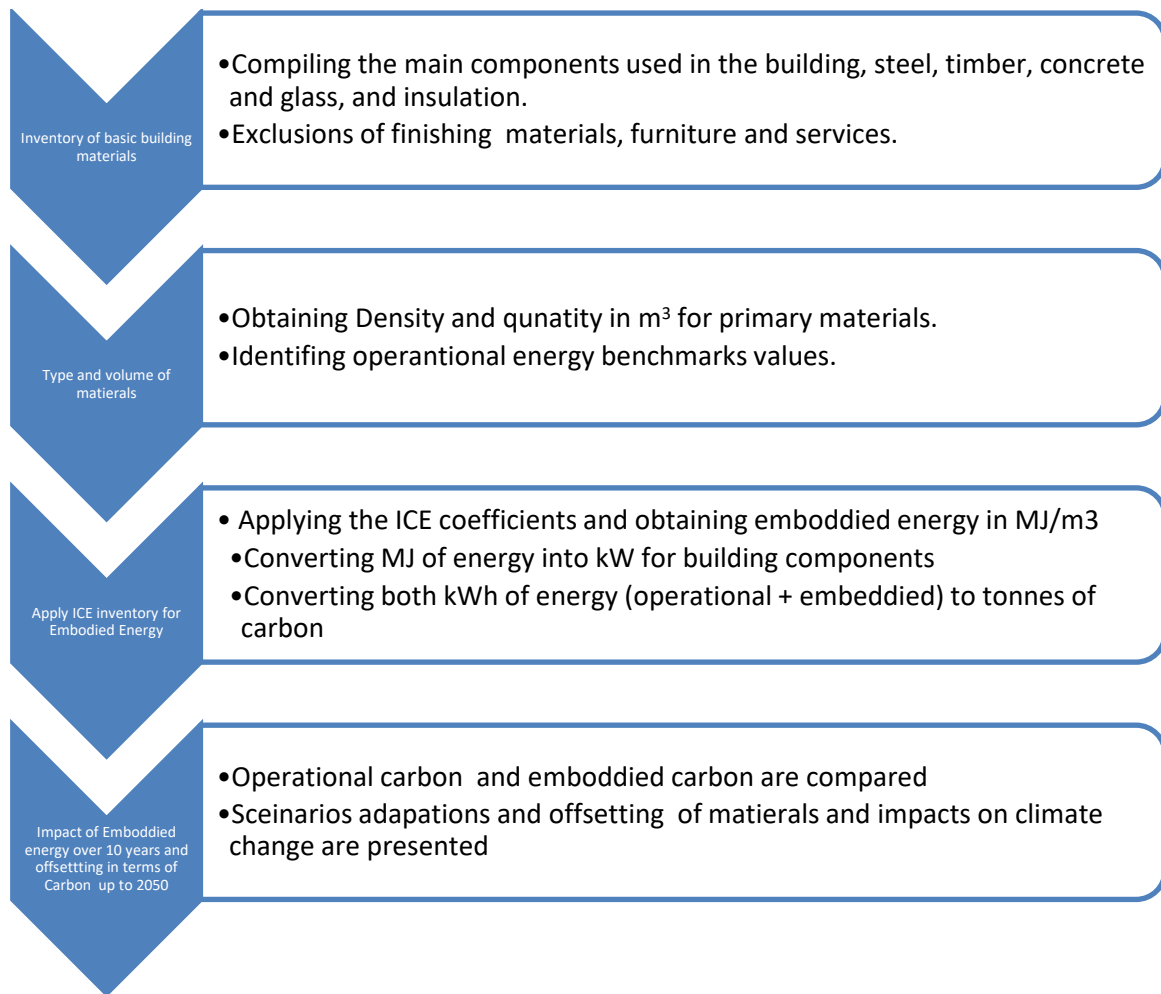 Inventory of basic building
materials
•Compiling the main components used in the building, steel, timber, concrete
and glass, and insulation.
•Exclusions of finishing  materials, furniture and services.
Type and volume of
matierals
•Obtaining Density and qunatity in m³ for primary materials.
•Identifing operantional energy benchmarks values.
Apply ICE inventory for
Embodied Energy
• Applying the ICE coefficients and obtaining emboddied energy in MJ/m3
•Converting MJ of energy into kW for building components
•Converting both kWh of energy (operational + embeddied) to tonnes of
carbon
Impact of Emboddied
energy over 10 years and
offsettting in terms of
Carbon  up to 2050
•Operational carbon  and emboddied carbon are compared
•Sceinarios adapations and offsetting  of matierals and impacts on climate
change are presented